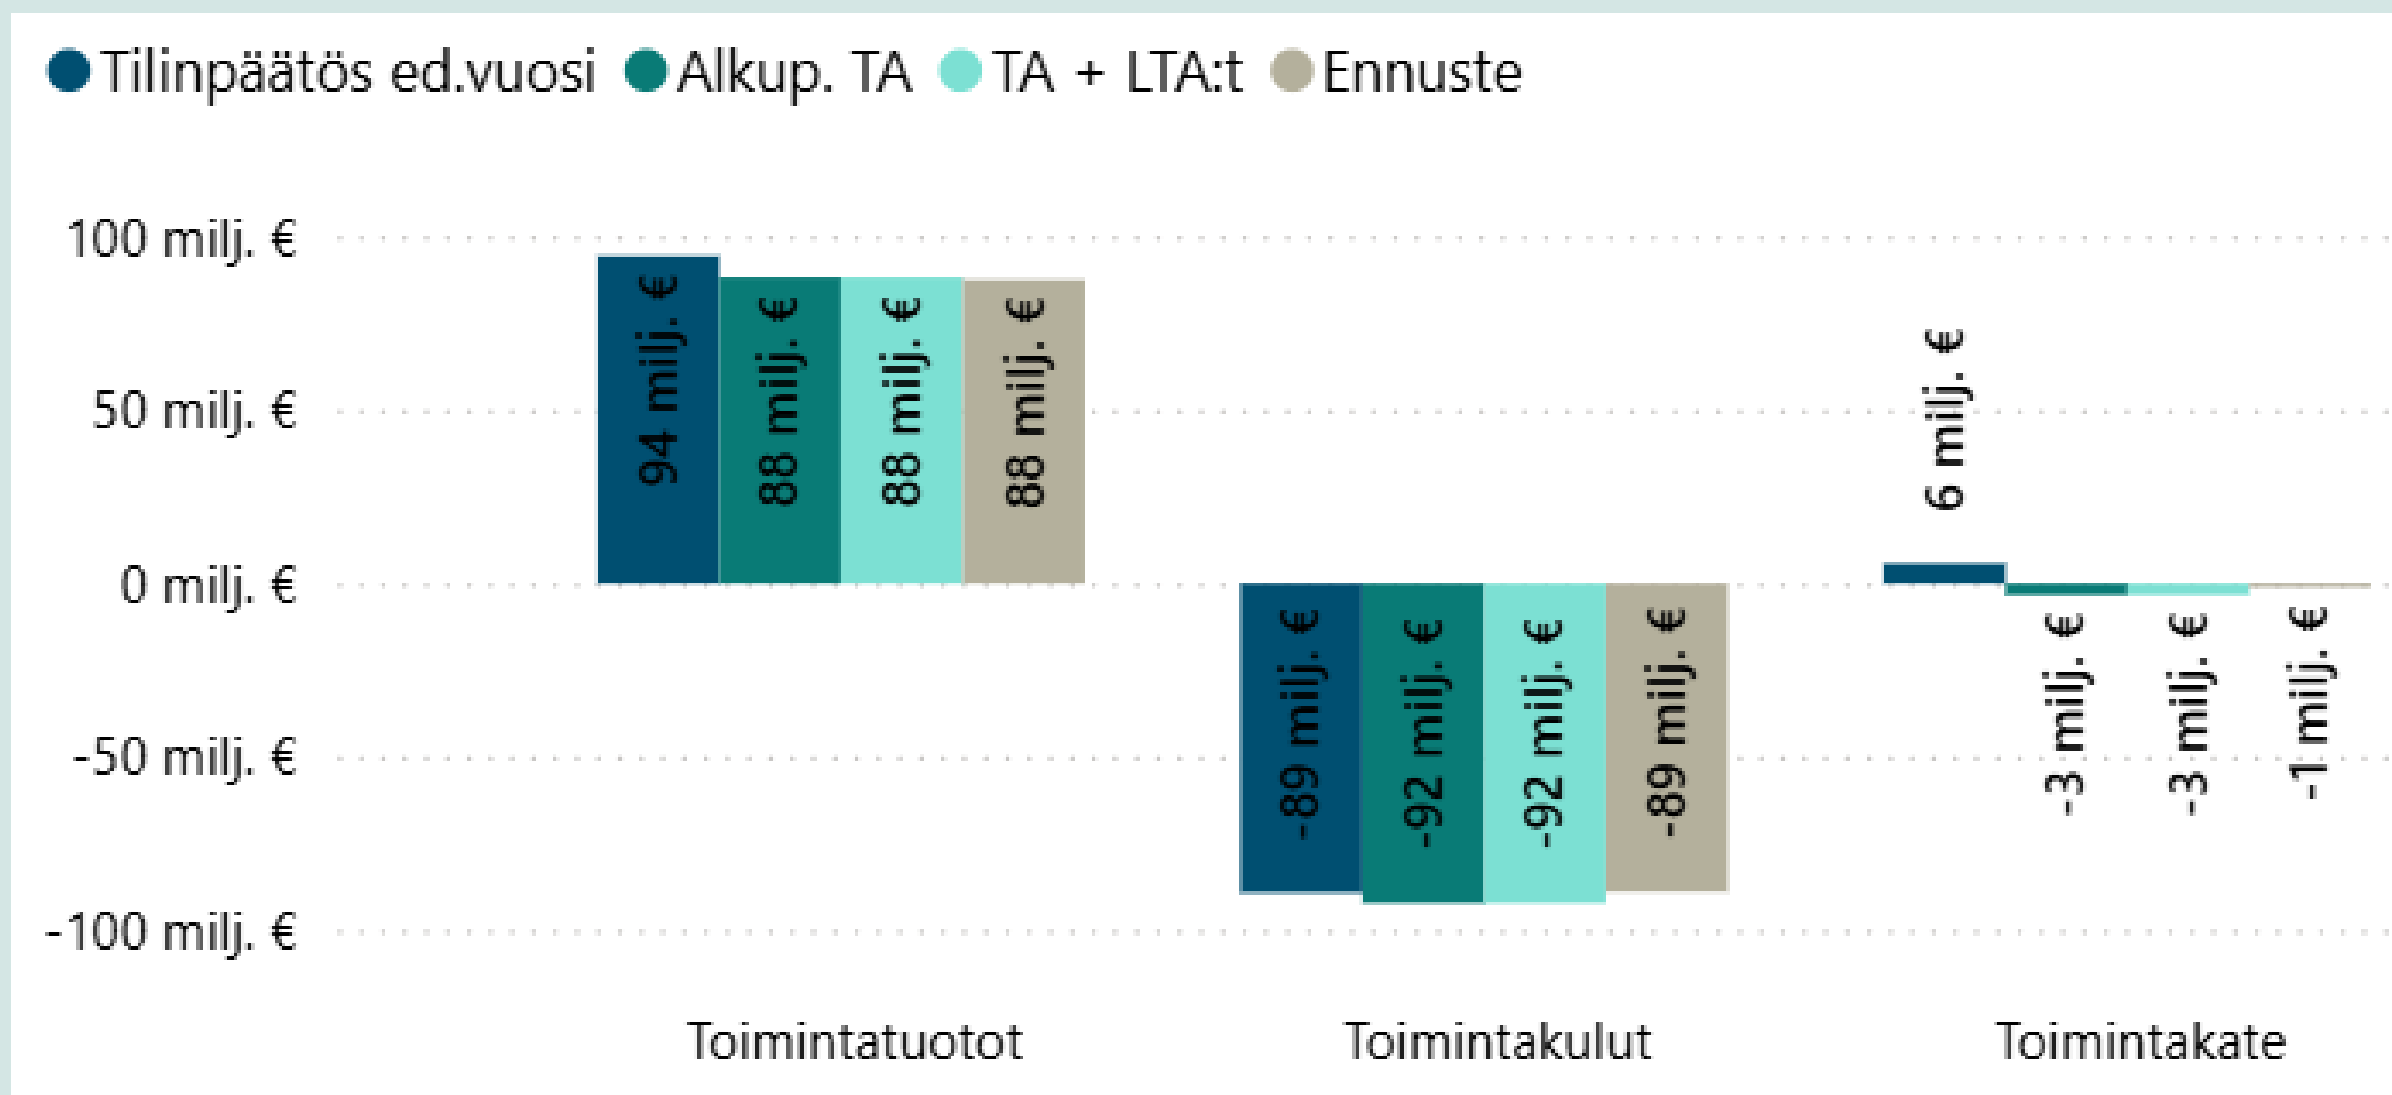 Tilinpäätös ed.vuosi Alkup. TA TA + LTA:t Ennuste
100 milj. €
50 milj. €
0 milj. €
-50 milj. €
-100 milj. €
94 milj. €
88 milj. €
88 milj. €
88 milj. €
-89 milj. €
-92 milj. €
-92 milj. €
-89 milj. €
6 milj. €
-3 milj. €
-3 milj. €
-1 milj. €
Toimintatuotot
Toimintakulut
Toimintakate